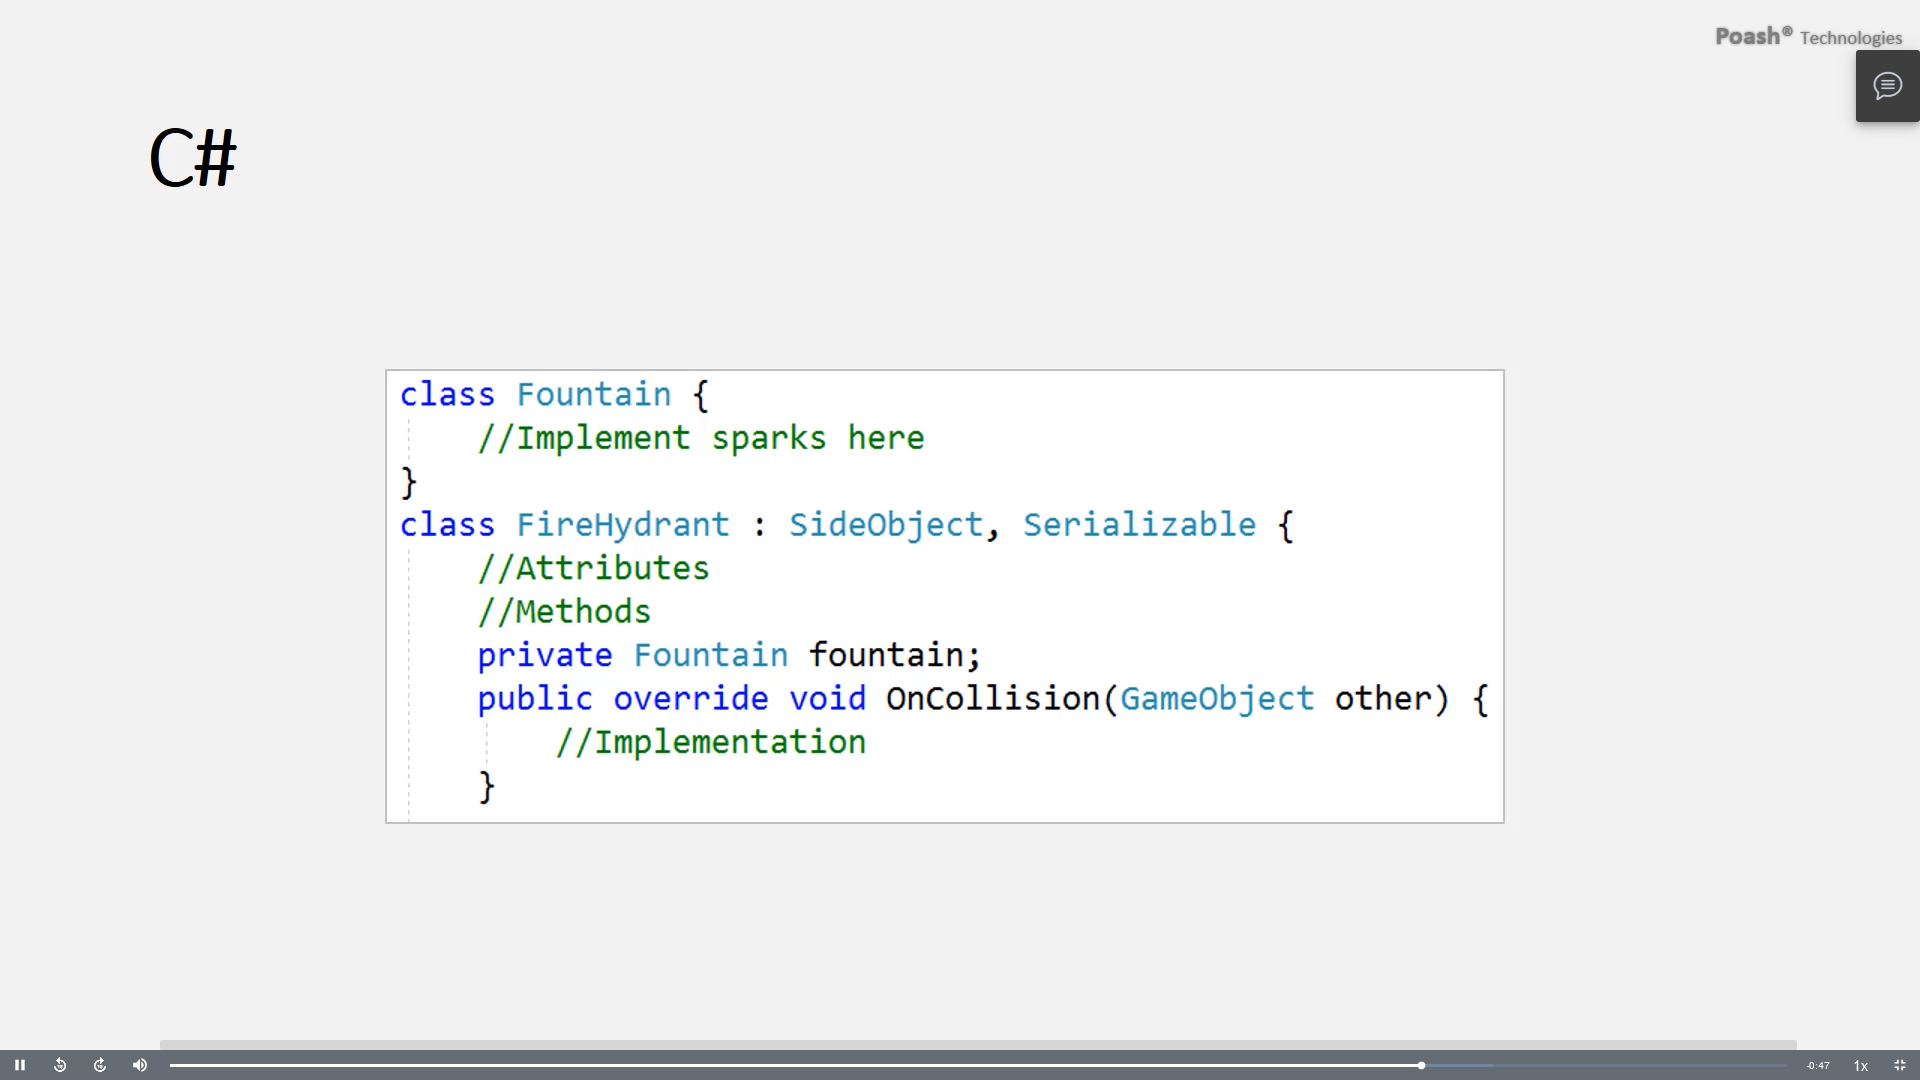 Poash® Technologies
C#
class Fountain {
//Implement sparks here
}
class FireHydrant : SideObject, Serializable {
//Attributes
//Methods
private Fountain fountain;
public override void OnCollision(GameObject other) {
//Implementation
}
-0:47
1x